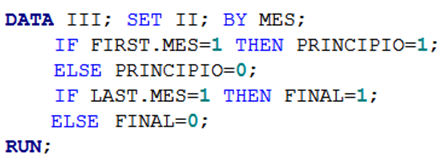 DATA III; SET II; BY MES;
IF FIRST.MES=1 THEN PRINCIPIO=1;
ELSE PRINCIPIO=0;
IF LAST.MES=1 THEN FINAL=1;
ELSE FINAL=0;
RUN;